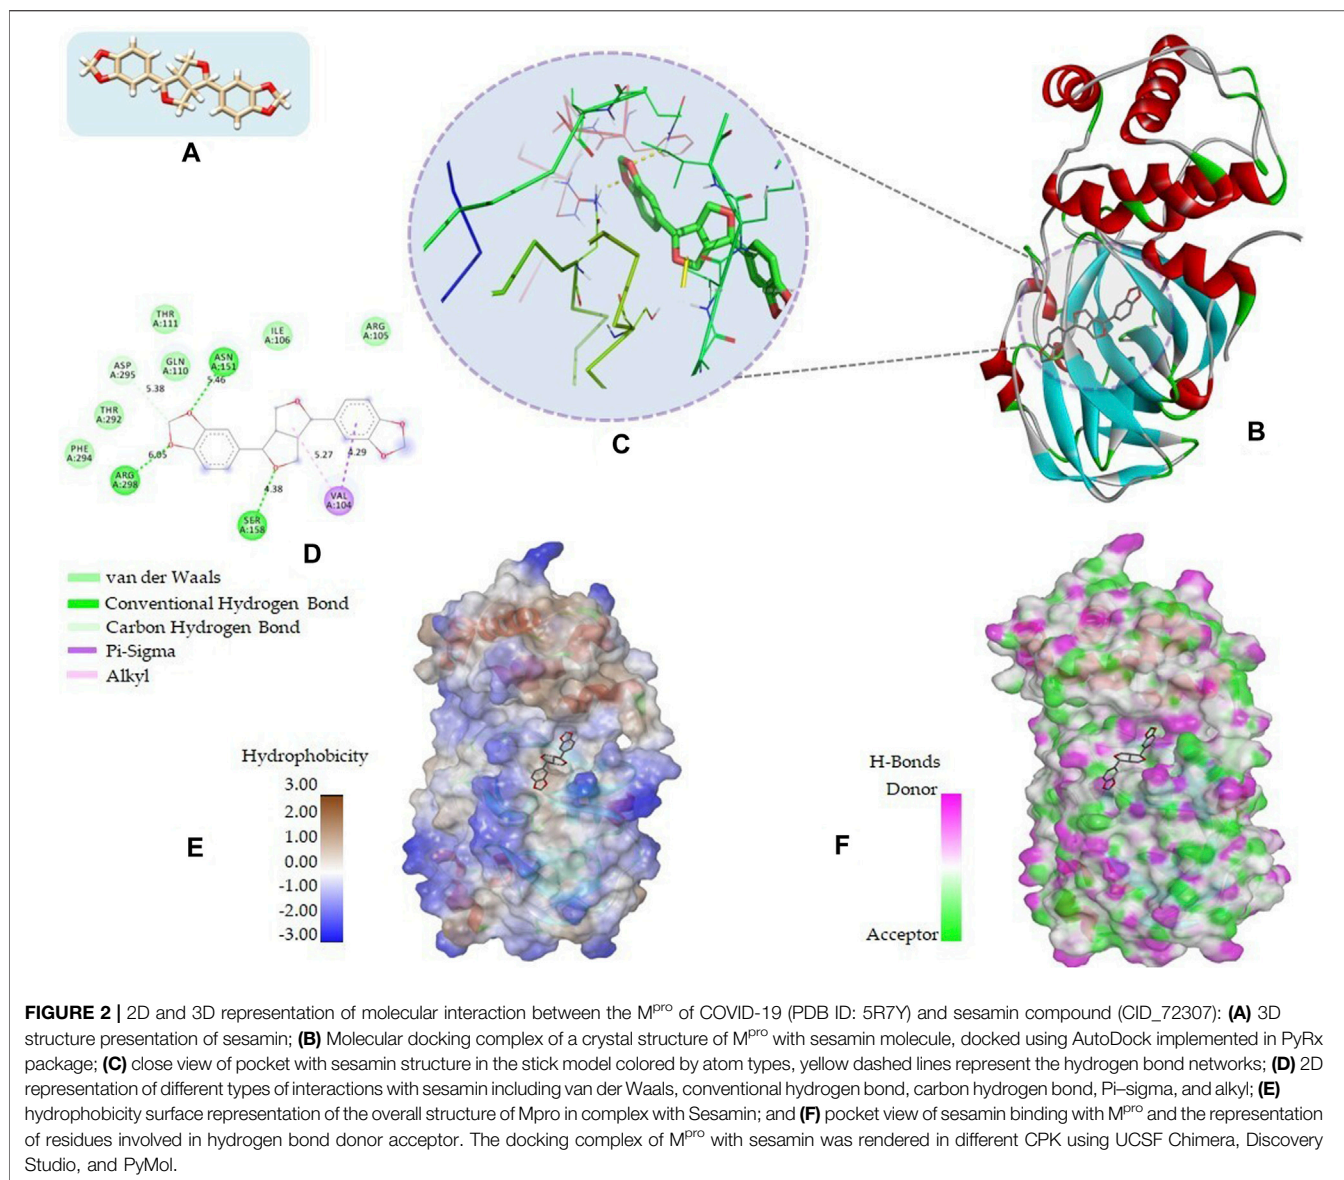 A
B
C
THR
A:111
ILE
A:106
ARG
A:105
ASP
A:295
GLN
A:110
ASN
A:151
5.38
5.46
THR
A:292
PHE
A:294
ARG
A:298
6.05
5.27
4.29
4.38
VAL
A:104
SER
A:158
D
van der Waals
Conventional Hydrogen Bond
Carbon Hydrogen Bond
Pi-Sigma
Alkyl
Hydrophobicity
3.00
2.00
1.00
0.00
-1.00
-2.00
-3.00
E
H-Bonds
Donor
Acceptor
F
FIGURE 2 | 2D and 3D representation of molecular interaction between the Mpro of COVID-19 (PDB ID: 5R7Y) and sesamin compound (CID_72307): (A) 3D
structure presentation of sesamin; (B) Molecular docking complex of a crystal structure of Mpro with sesamin molecule, docked using AutoDock implemented in PyRx
package; (C) close view of pocket with sesamin structure in the stick model colored by atom types, yellow dashed lines represent the hydrogen bond networks; (D) 2D
representation of different types of interactions with sesamin including van der Waals, conventional hydrogen bond, carbon hydrogen bond, Pi–sigma, and alkyl; (E)
hydrophobicity surface representation of the overall structure of Mpro in complex with Sesamin; and (F) pocket view of sesamin binding with Mpro and the representation
of residues involved in hydrogen bond donor acceptor. The docking complex of Mpro with sesamin was rendered in different CPK using UCSF Chimera, Discovery
Studio, and PyMol.